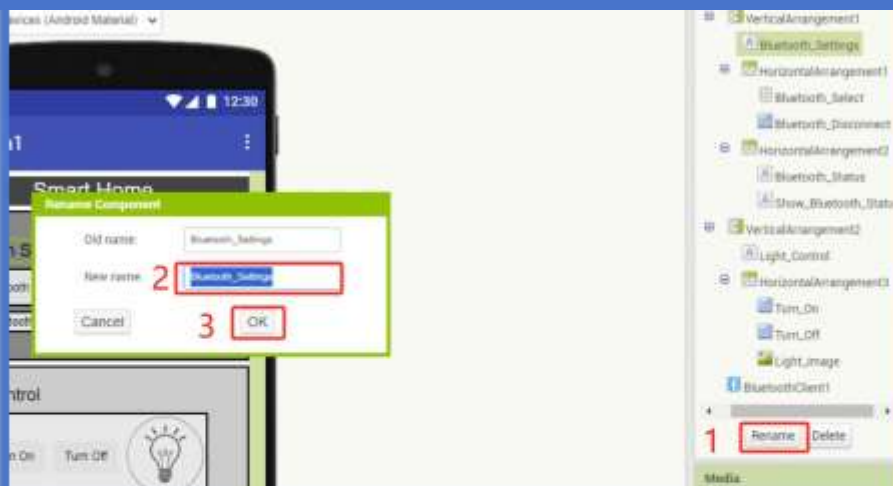 evices (Android Material)
12:30
n1
Smart Home
Rename Component
Old name:
Bluetooth_Settings
New name:
2
Bluetooth_Settings
Cancel
3
OK
ntrol
n On
Turn Off
VerticalArrangement1
Bluetooth_Settings
HorizontalArrangement1
Bluetooth_Select
Bluetooth_Disconnect
HorizontalArrangement2
Bluetooth_Status
Show_Bluetooth_Statu
VerticalArrangement2
Light_Control
HorizontalArrangement3
Turn_On
Turn_Off
Light_image
BluetoothClient1
1
Rename
Delete
Media